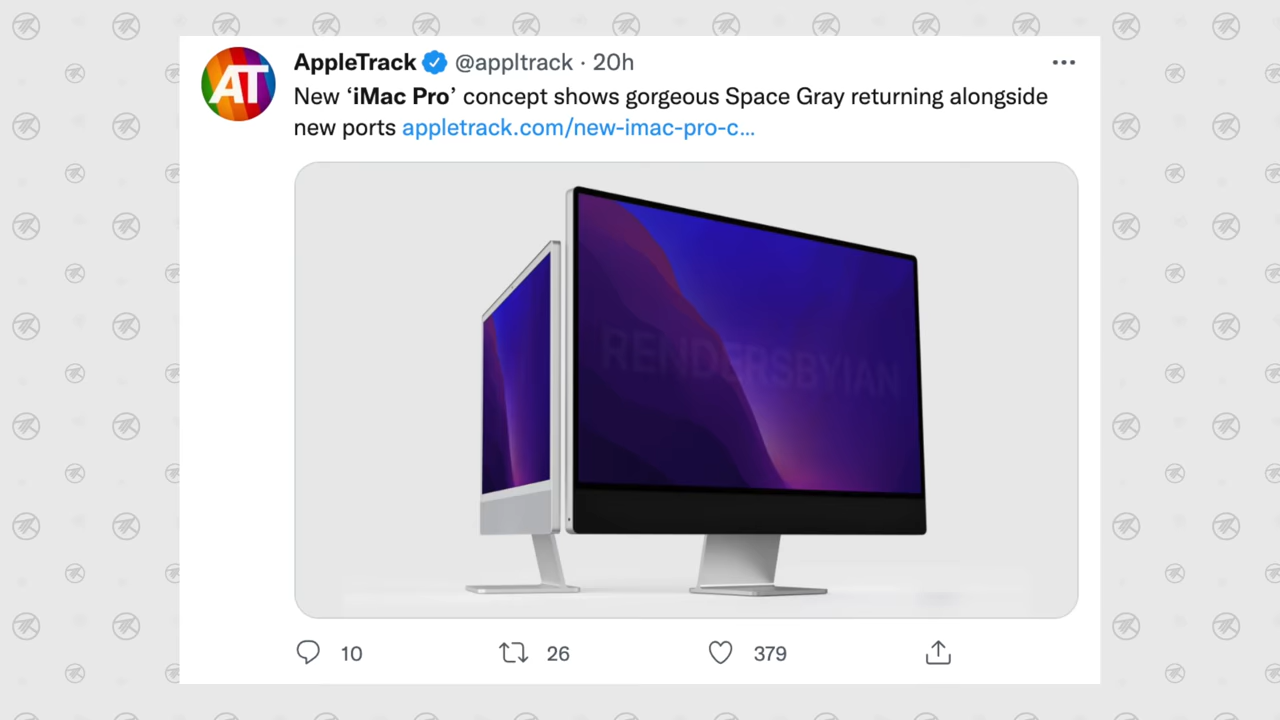 AT
AppleTrack @appltrack · 20h
New ‘iMac Pro’ concept shows gorgeous Space Gray returning alongside
new ports appletrack.com/new-imac-pro-c…
RENDERSBYIAN
10 26 379